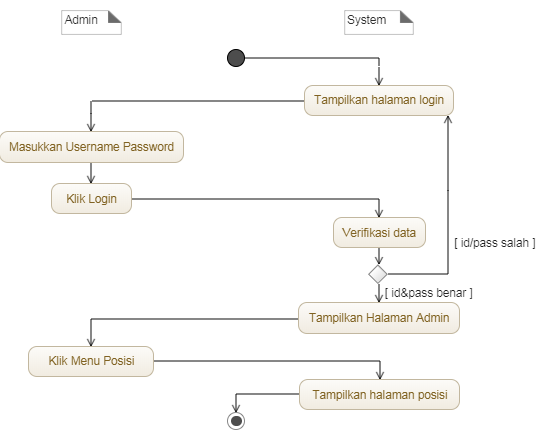 Admin
System
Tampilkan halaman login
Masukkan Username Password
Klik Login
Verifikasi data
[ id/pass salah ]
[ id&pass benar ]
Tampilkan Halaman Admin
Klik Menu Posisi
Tampilkan halaman posisi